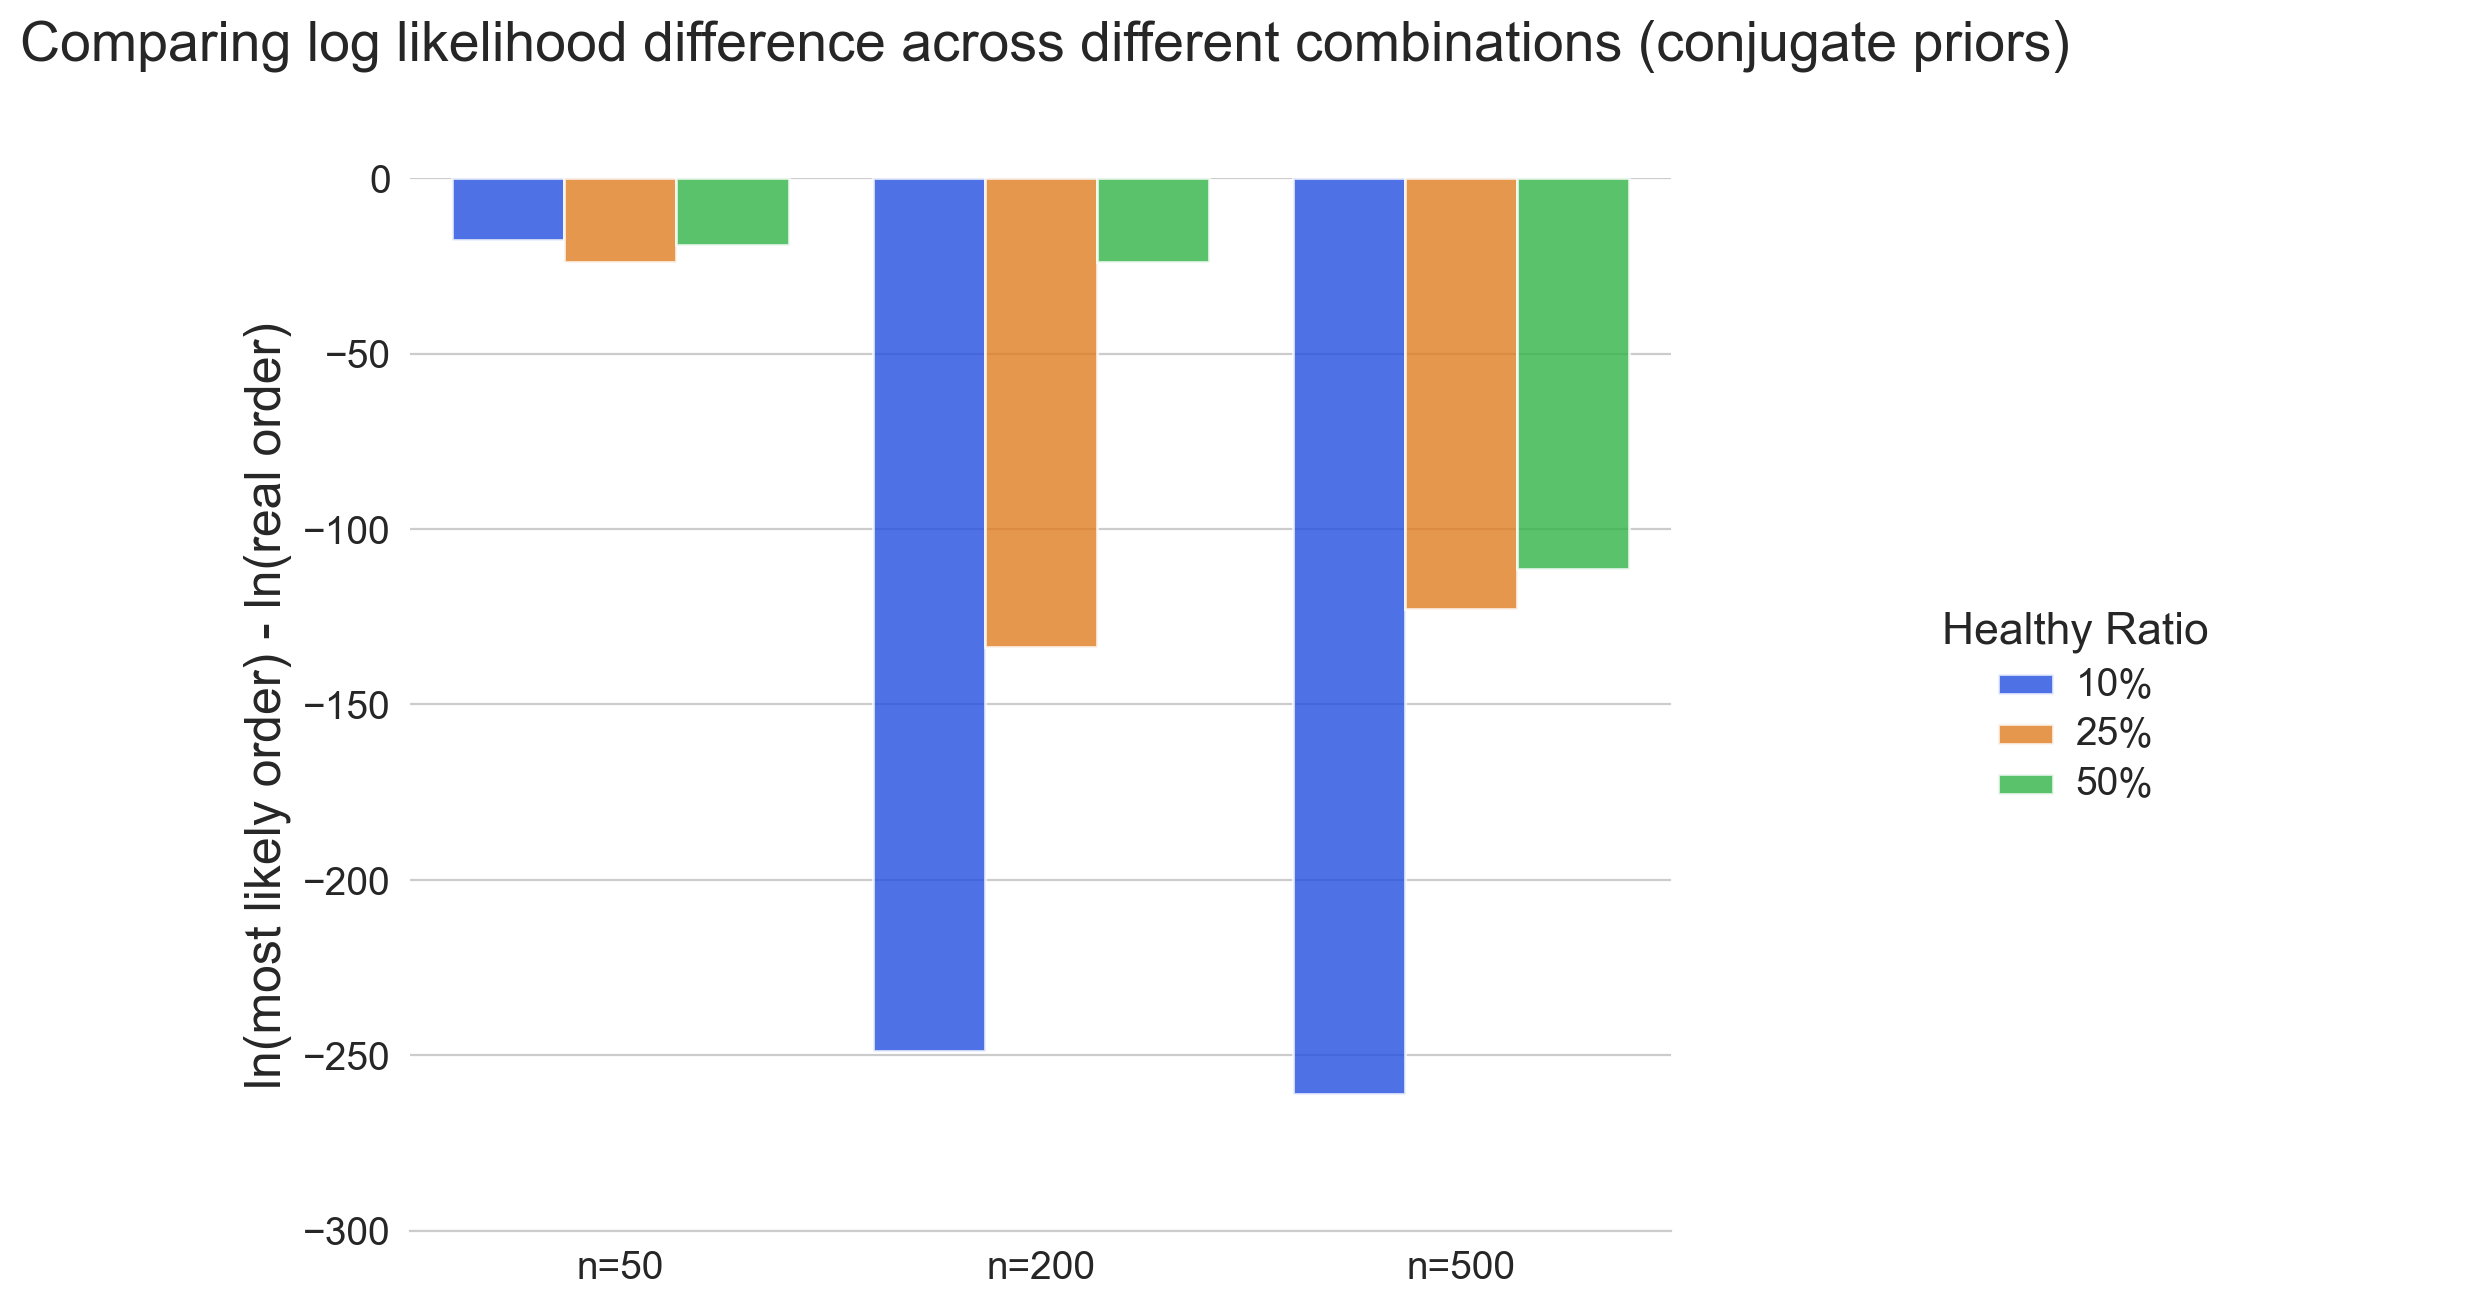 Comparing log likelihood difference across different combinations (conjugate priors)
ln(most likely order) - ln(real order)
0
−50
−100
−150
−200
−250
−300
n=50
n=200
n=500
Healthy Ratio
10%
25%
50%